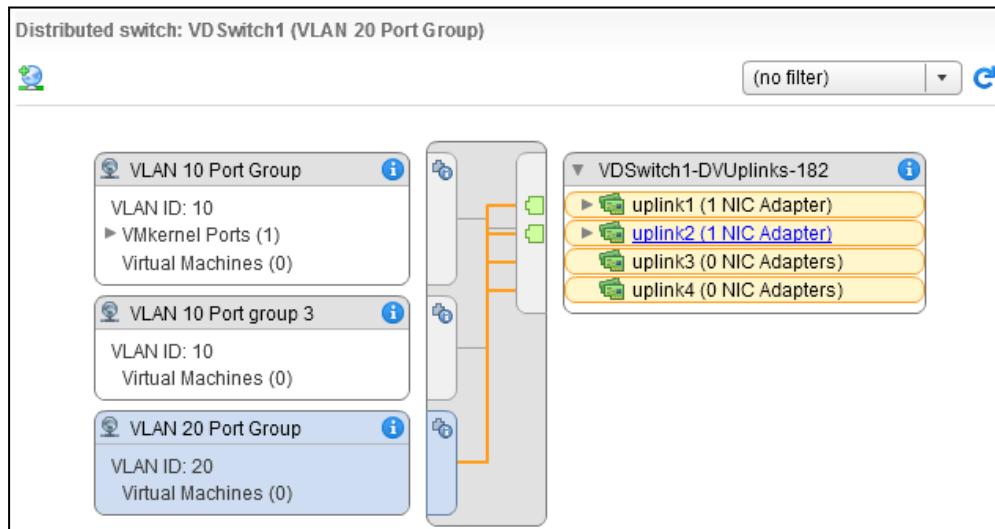 Distributed switch: VDSwitch1 (VLAN 20 Port Group)
(no filter)
VLAN 10 Port Group
VLAN ID: 10
VMkernel Ports (1)
Virtual Machines (0)
VLAN 10 Port group 3
VLAN ID: 10
Virtual Machines (0)
VLAN 20 Port Group
VLAN ID: 20
Virtual Machines (0)
VDSwitch1-DVUplinks-182
uplink1 (1 NIC Adapter)
uplink2 (1 NIC Adapter)
uplink3 (0 NIC Adapters)
uplink4 (0 NIC Adapters)